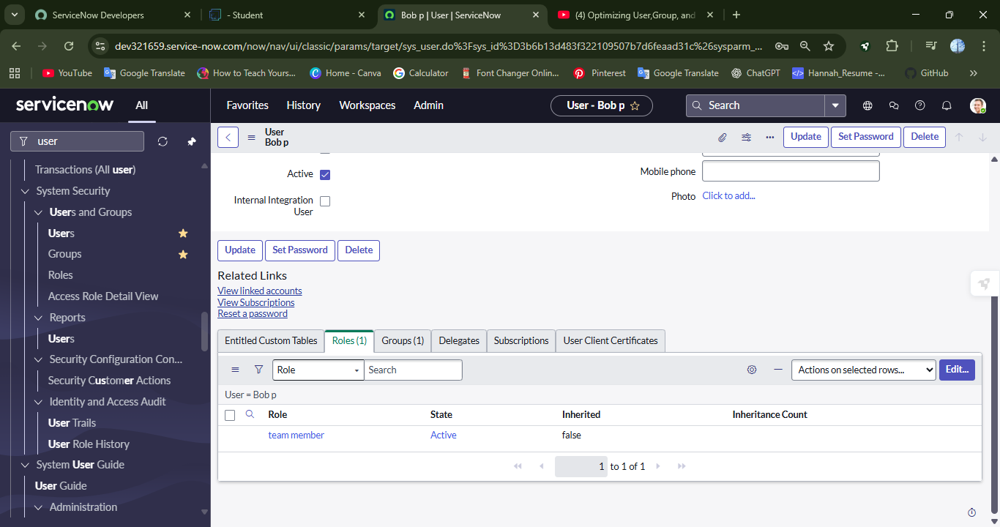 ServiceNow Developers
- Student
Bob p | User | ServiceNow
(4) Optimizing User,Group, and
dev321659.service-now.com/now/nav/ui/classic/params/target/sys_user.do%3Fsys_id%3D3b6b13d483f322109507b7d6feaad31c%26sysparm_...
YouTube
Google Translate
How to Teach Yours...
Home - Canva
Calculator
Font Changer Onlin...
Pinterest
Google Translate
ChatGPT
Hannah_Resume -...
GitHub
servicenow
All
Favorites
History
Workspaces
Admin
User - Bob p
Search
user
User
Bob p
Update
Set Password
Delete
Transactions (All user)
System Security
Users and Groups
Users
Groups
Roles
Access Role Detail View
Reports
Users
Security Configuration Con...
Security Customer Actions
Identity and Access Audit
User Trails
User Role History
System User Guide
User Guide
Administration
Active
Mobile phone
Internal Integration
User
Photo
Click to add...
Update
Set Password
Delete
Related Links
View linked accounts
View Subscriptions
Reset a password
Entitled Custom Tables
Roles (1)
Groups (1)
Delegates
Subscriptions
User Client Certificates
Role
Search
Actions on selected rows...
Edit...
User = Bob p
Role
State
Inherited
Inheritance Count
team member
Active
false
1 to 1 of 1